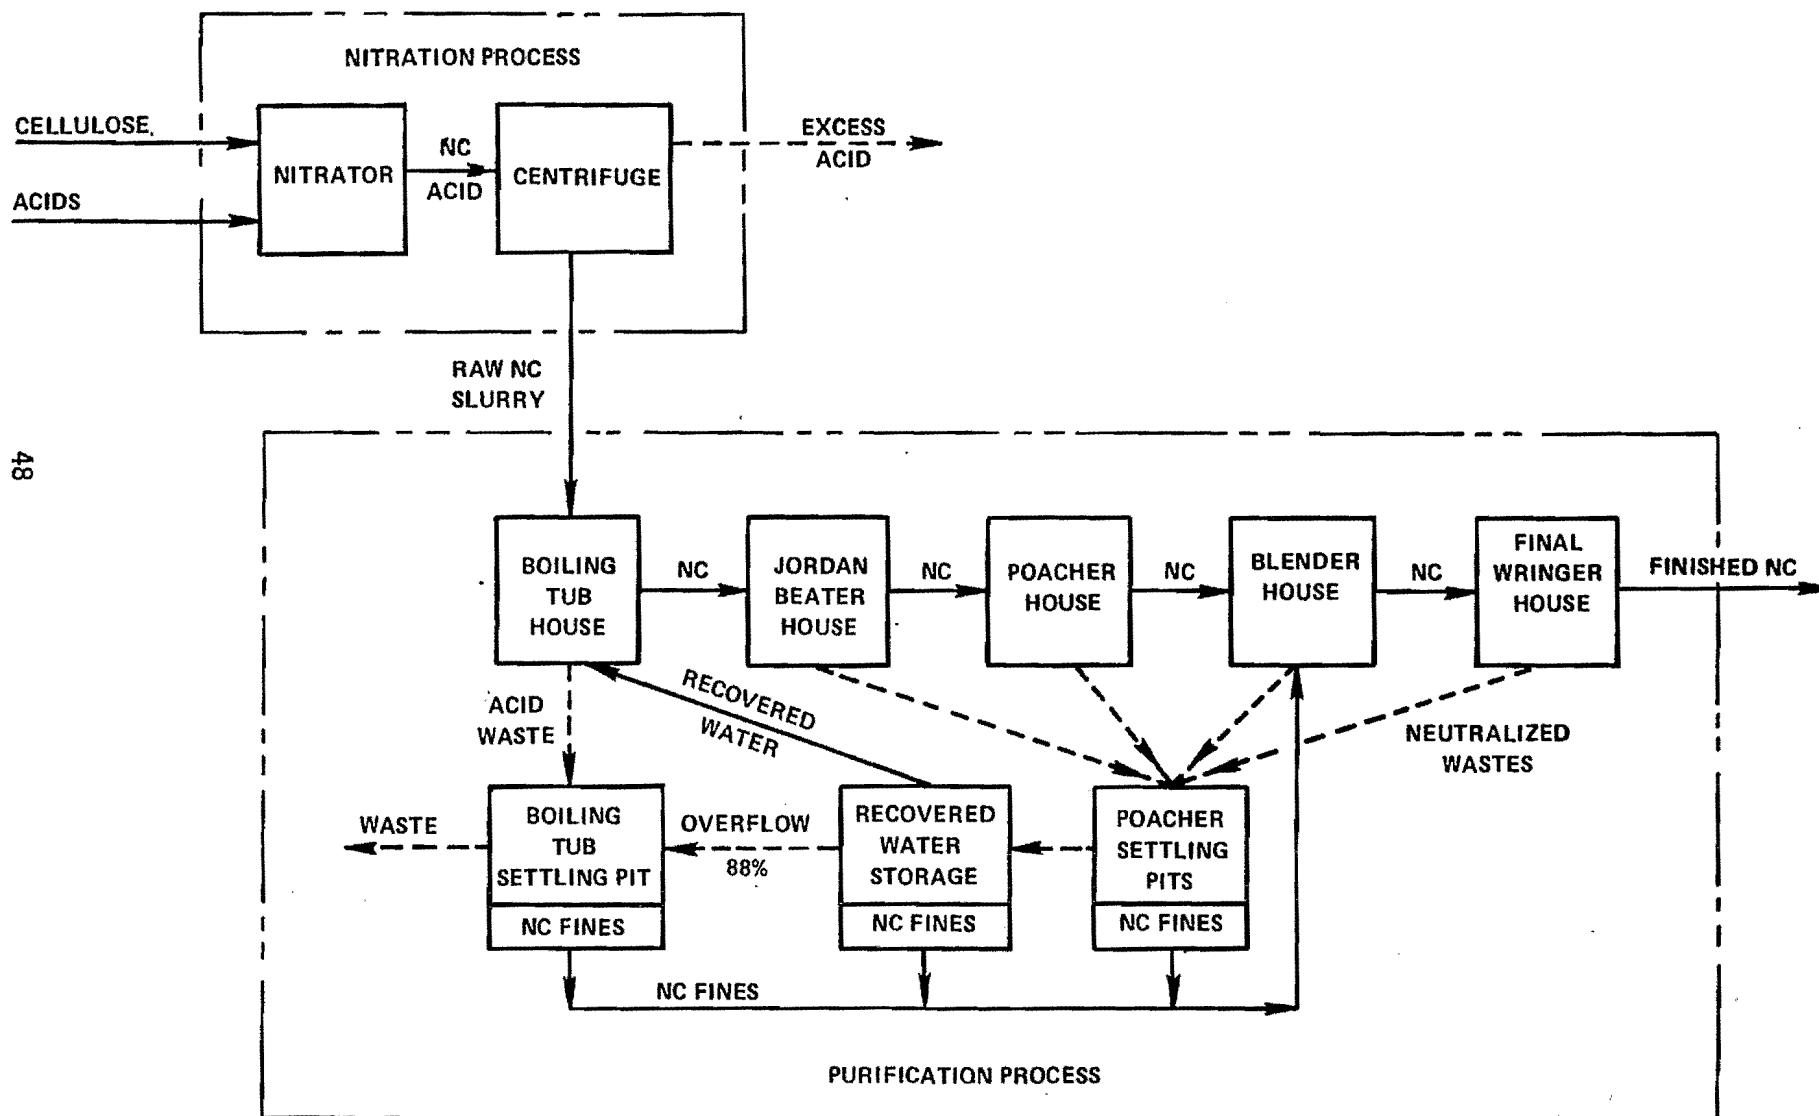 NITRATION PROCESS
CELLULOSE
ACIDS
NITRATOR
NC
ACID
CENTRIFUGE
EXCESS
ACID
RAW NC
SLURRY
48
BOILING
TUB
HOUSE
NC
JORDAN
BEATER
HOUSE
NC
POACHER
HOUSE
NC
BLENDER
HOUSE
NC
FINAL
WRINGER
HOUSE
FINISHED NC
ACID
WASTE
RECOVERED
WATER
NEUTRALIZED
WASTES
WASTE
BOILING
TUB
SETTLING PIT
NC FINES
OVERFLOW
88%
RECOVERED
WATER
STORAGE
NC FINES
POACHER
SETTLING
PITS
NC FINES
NC FINES
PURIFICATION PROCESS